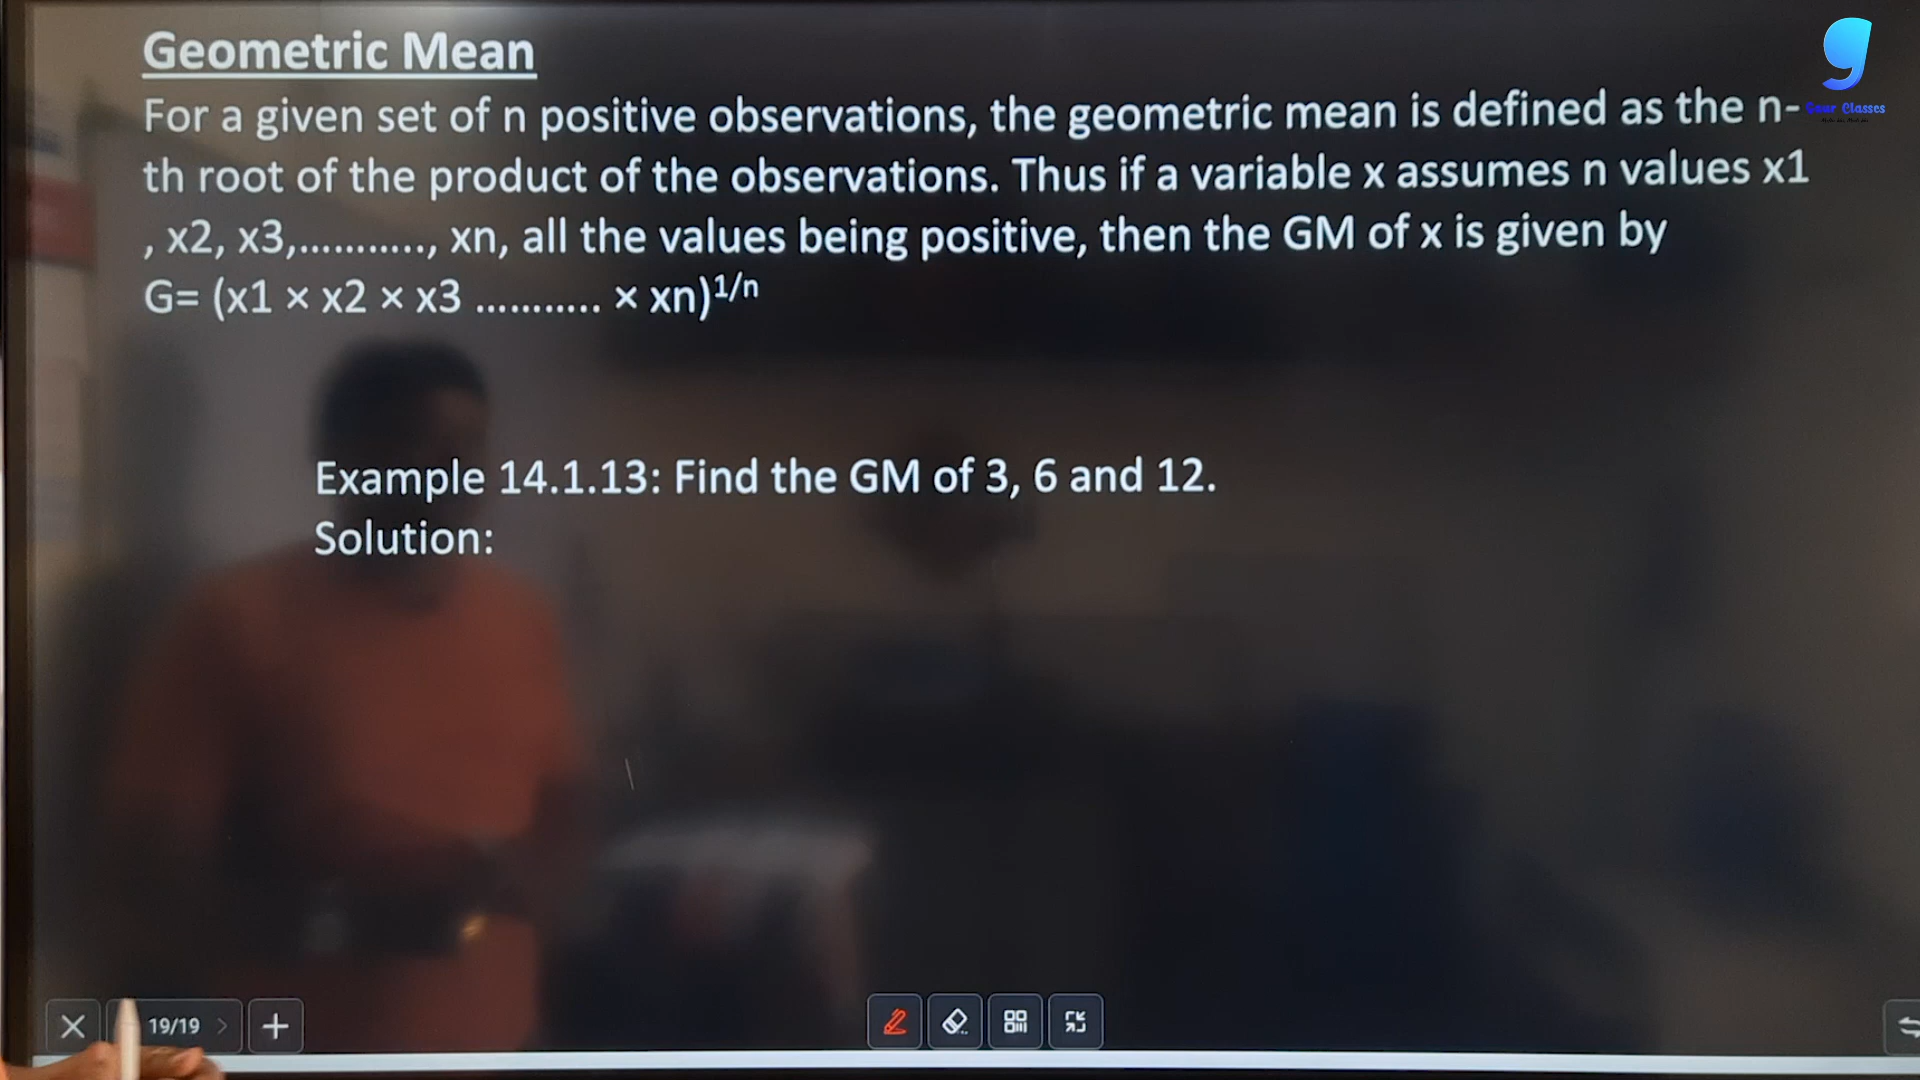 Geometric Mean
For a given set of n positive observations, the geometric mean is defined as the n-
th root of the product of the observations. Thus if a variable x assumes n values x1
, x2, x3,..........., xn, all the values being positive, then the GM of x is given by
G= (x1 × x2 × x3 ........... × xn)^1/n
Example 14.1.13: Find the GM of 3, 6 and 12.
Solution:
19/19
Classes